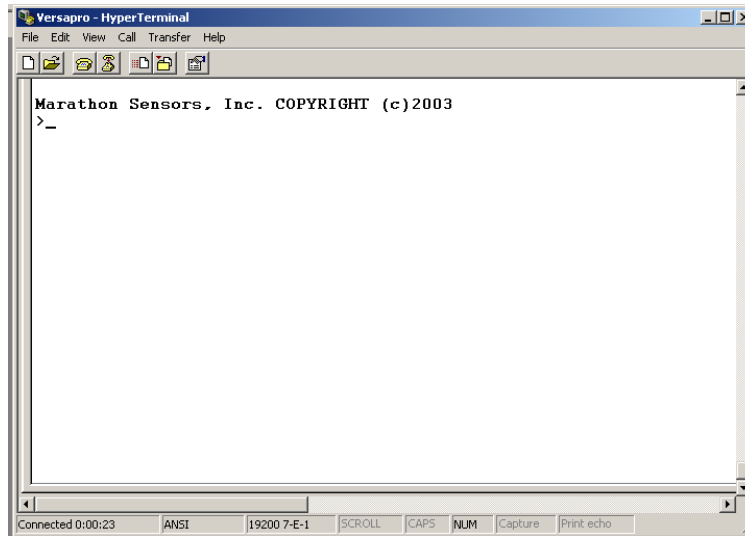 Versapro - HyperTerminal
File Edit View Call Transfer Help
Marathon Sensors, Inc. COPYRIGHT (c)2003
>_
Connected 0:00:23 ANSI 19200 7-E-1 SCROLL CAPS NUM Capture Print echo